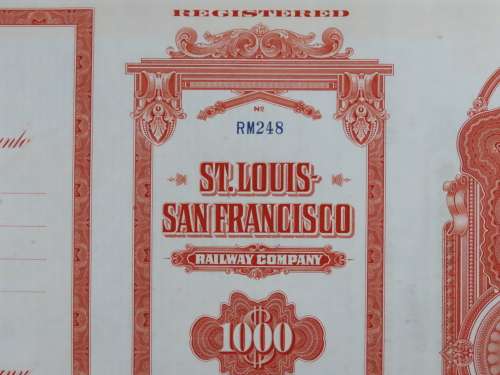 REGISTERED
No
RM248
ST. LOUIS-
SAN FRANCISCO
RAILWAY COMPANY
$1000